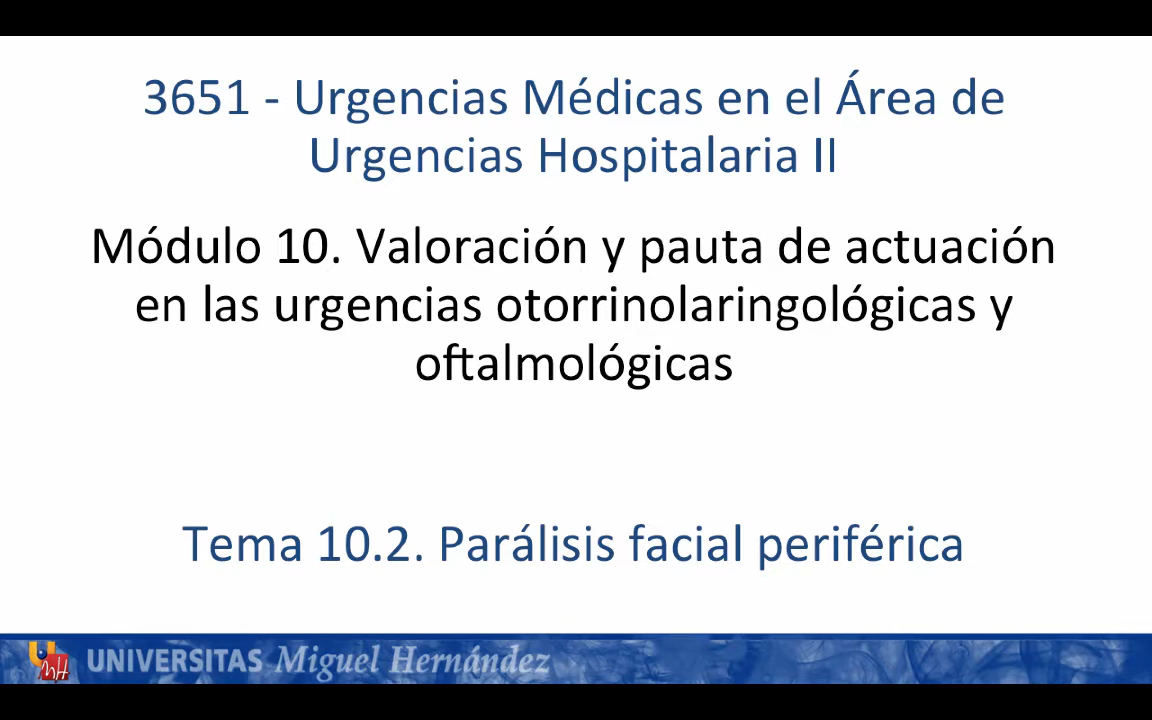 3651 - Urgencias Médicas en el Área de
Urgencias Hospitalaria II
Módulo 10. Valoración y pauta de actuación
en las urgencias otorrinolaringológicas y
oftalmológicas
Tema 10.2. Parálisis facial periférica
UNIVERSITAS Miguel Hernández